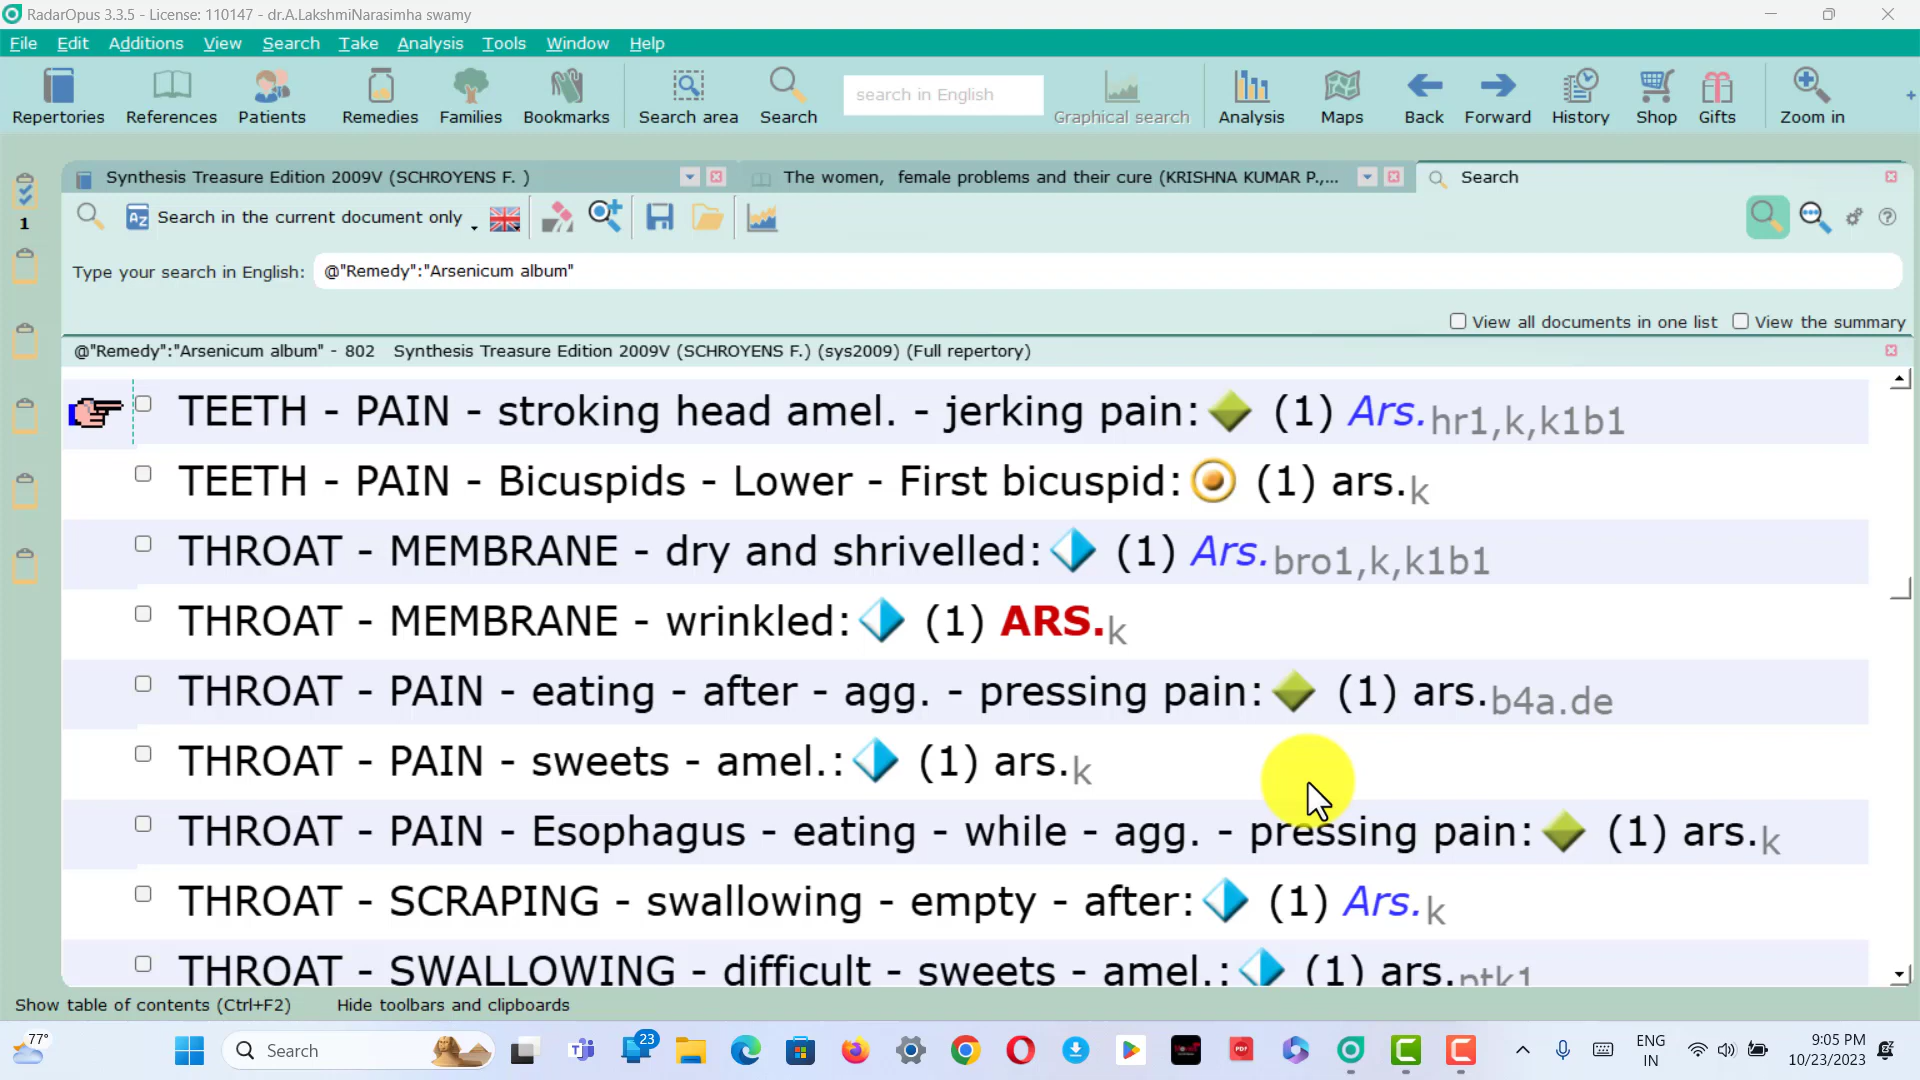 RadarOpus 3.3.5 - License: 110147 - dr.A.LakshmiNarasimha swamy
File Edit Additions View Search Take Analysis Tools Window Help
Repertories References Patients Remedies Families Bookmarks Search area Search search in English Graphical search Analysis Maps Back Forward History Shop Gifts Zoom in
Synthesis Treasure Edition 2009V (SCHROYENS F. ) The women, female problems and their cure (KRISHNA KUMAR P.,... Search
1
AZ Search in the current document only
Type your search in English: @"Remedy":"Arsenicum album"
View all documents in one list View the summary
@"Remedy":"Arsenicum album" - 802 Synthesis Treasure Edition 2009V (SCHROYENS F.) (sys2009) (Full repertory)
TEETH - PAIN - stroking head amel. - jerking pain: (1) Ars.hr1,k,k1b1
TEETH - PAIN - Bicuspids - Lower - First bicuspid: (1) ars.k
THROAT - MEMBRANE - dry and shrivelled: (1) Ars.bro1,k,k1b1
THROAT - MEMBRANE - wrinkled: (1) ARS.k
THROAT - PAIN - eating - after - agg. - pressing pain: (1) ars.b4a.de
THROAT - PAIN - sweets - amel.: (1) ars.k
THROAT - PAIN - Esophagus - eating - while - agg. - pressing pain: (1) ars.k
THROAT - SCRAPING - swallowing - empty - after: (1) Ars.k
THROAT - SWALLOWING - difficult - sweets - amel.: (1) ars.ptk1
Show table of contents (Ctrl+F2) Hide toolbars and clipboards
77° Search 23 PDF ENG 9:05 PM
IN 10/23/2023